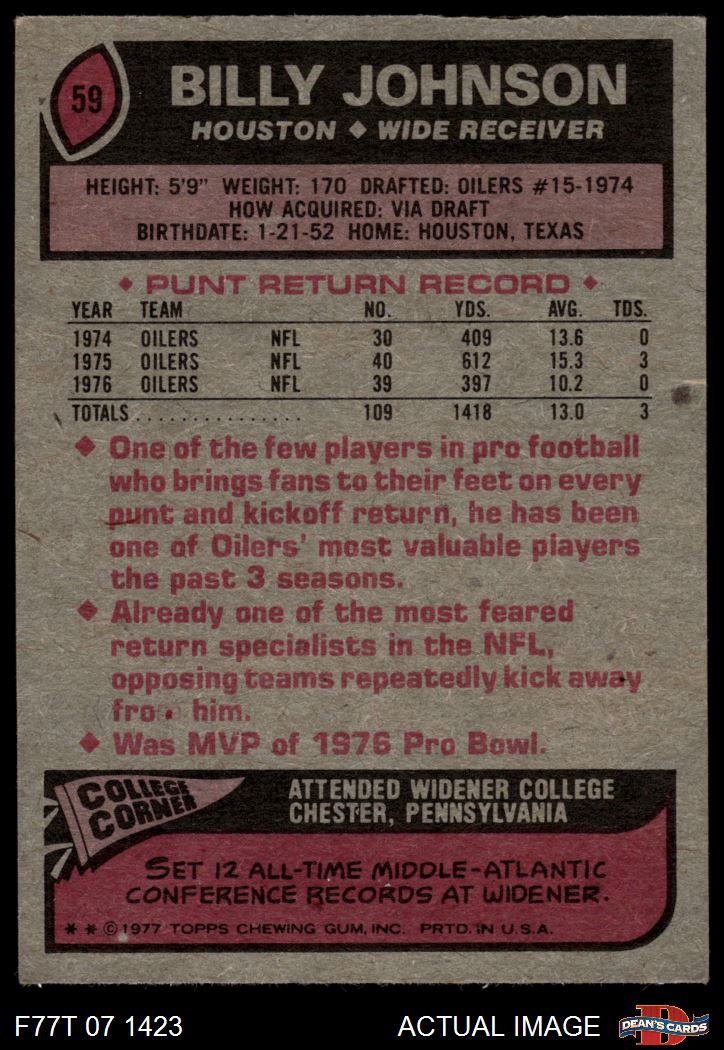 59
BILLY JOHNSON
HOUSTON ◆ WIDE RECEIVER
HEIGHT: 5'9" WEIGHT: 170 DRAFTED: OILERS #15-1974
HOW ACQUIRED: VIA DRAFT
BIRTHDATE: 1-21-52 HOME: HOUSTON, TEXAS
◆ PUNT RETURN RECORD ◆
YEAR TEAM NO. YDS. AVG. TDS.
1974 OILERS NFL 30 409 13.6 0
1975 OILERS NFL 40 612 15.3 3
1976 OILERS NFL 39 397 10.2 0
TOTALS................ 109 1418 13.0 3
◆ One of the few players in pro football
who brings fans to their feet on every
punt and kickoff return, he has been
one of Oilers' most valuable players
the past 3 seasons.
◆ Already one of the most feared
return specialists in the NFL,
opposing teams repeatedly kick away
from him.
◆ Was MVP of 1976 Pro Bowl.
COLLEGE
CORNER
ATTENDED WIDENER COLLEGE
CHESTER, PENNSYLVANIA
SET 12 ALL-TIME MIDDLE-ATLANTIC
CONFERENCE RECORDS AT WIDENER.
* * © 1977 TOPPS CHEWING GUM, INC. PRTD. IN U.S.A.
F77T 07 1423 ACTUAL IMAGE
D
DEAN'S CARDS